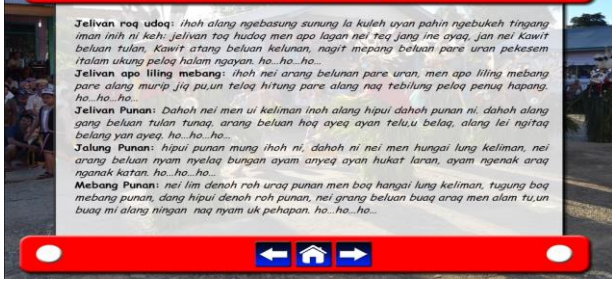 Jelivan roq udoq: ihoh alang ngebasung sunung la kuleh uyan pahin ngebukeh tingang
iman inih ni keh: jelivan toq hudoq men apo lagan nei teq jang ine ayaq, jan nei Kawit
beluan tulan, Kawit atang beluan kelunan, nagit mepang beluan pare uran pekesem
italam ukung peloq halam ngayan. ho...ho...ho...
Jelivan apo liling mebang: ihoh nei arang belunan pare uran, men apo liling mebang
pare alang murip jiq pu,un teloq hitung pare alang naq tebilung peloq penuq hapang.
ho...ho...ho...
Jelivan Punan: Dahoh nei men ui keliman inoh alang hipui dahoh punan ni, dahoh alang
gang beluan tulan tunaq, arang beluan hoq ayeq ayan telu,u belaq, alang lei ngitaq
belang yan ayeq. ho...ho...ho...
Jalung Punan: hipui punan mung ihoh ni, dahoh ni nei men hungai lung keliman, nei
arang beluan nyam nyelaq bungan ayam anyeq ayan hukat laran, ayam ngenak araq
nganak katan. ho...ho...ho...
Mebang Punan: nei lim denoh roh uraq punan men boq hangai lung keliman, tugung boq
mebang punan, dang hipui denoh roh punan, nei grang beluan buaq araq men alam tu,un
buaq mi alang ningan naq nyam uk pehapan. ho...ho...ho...